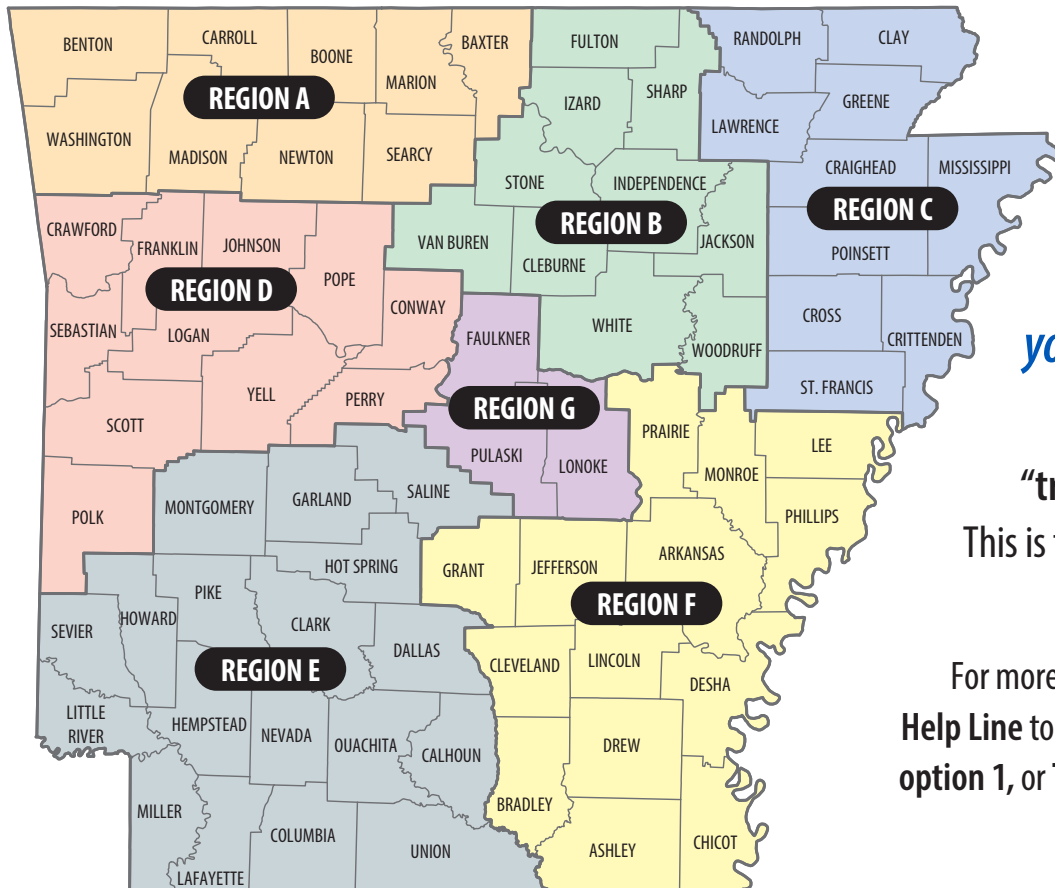 BENTON
CARROLL
BOONE
MARION
BAXTER
REGION A
WASHINGTON
MADISON
NEWTON
SEARCY
FULTON
IZARD
SHARP
STONE
INDEPENDENCE
REGION B
VAN BUREN
CLEBURNE
JACKSON
WHITE
WOODRUFF
RANDOLPH
CLAY
GREENE
LAWRENCE
CRAIGHEAD
MISSISSIPPI
REGION C
POINSETT
CROSS
CRITTENDEN
ST. FRANCIS
CRAWFORD
FRANKLIN
JOHNSON
POPE
REGION D
CONWAY
SEBASTIAN
LOGAN
YELL
PERRY
SCOTT
POLK
FAULKNER
REGION G
PULASKI
LONOKE
PRAIRIE
MONROE
LEE
PHILLIPS
ARKANSAS
GRANT
JEFFERSON
REGION F
CLEVELAND
LINCOLN
DESHA
DREW
BRADLEY
ASHLEY
CHICOT
MONTGOMERY
GARLAND
SALINE
HOT SPRING
PIKE
HOWARD
SEVIER
CLARK
DALLAS
REGION E
LITTLE
RIVER
HEMPSTEAD
NEVADA
OUACHITA
CALHOUN
MILLER
COLUMBIA
UNION
LAFAYETTE
yo
“tr
This is
For more
Help Line to
option 1, or